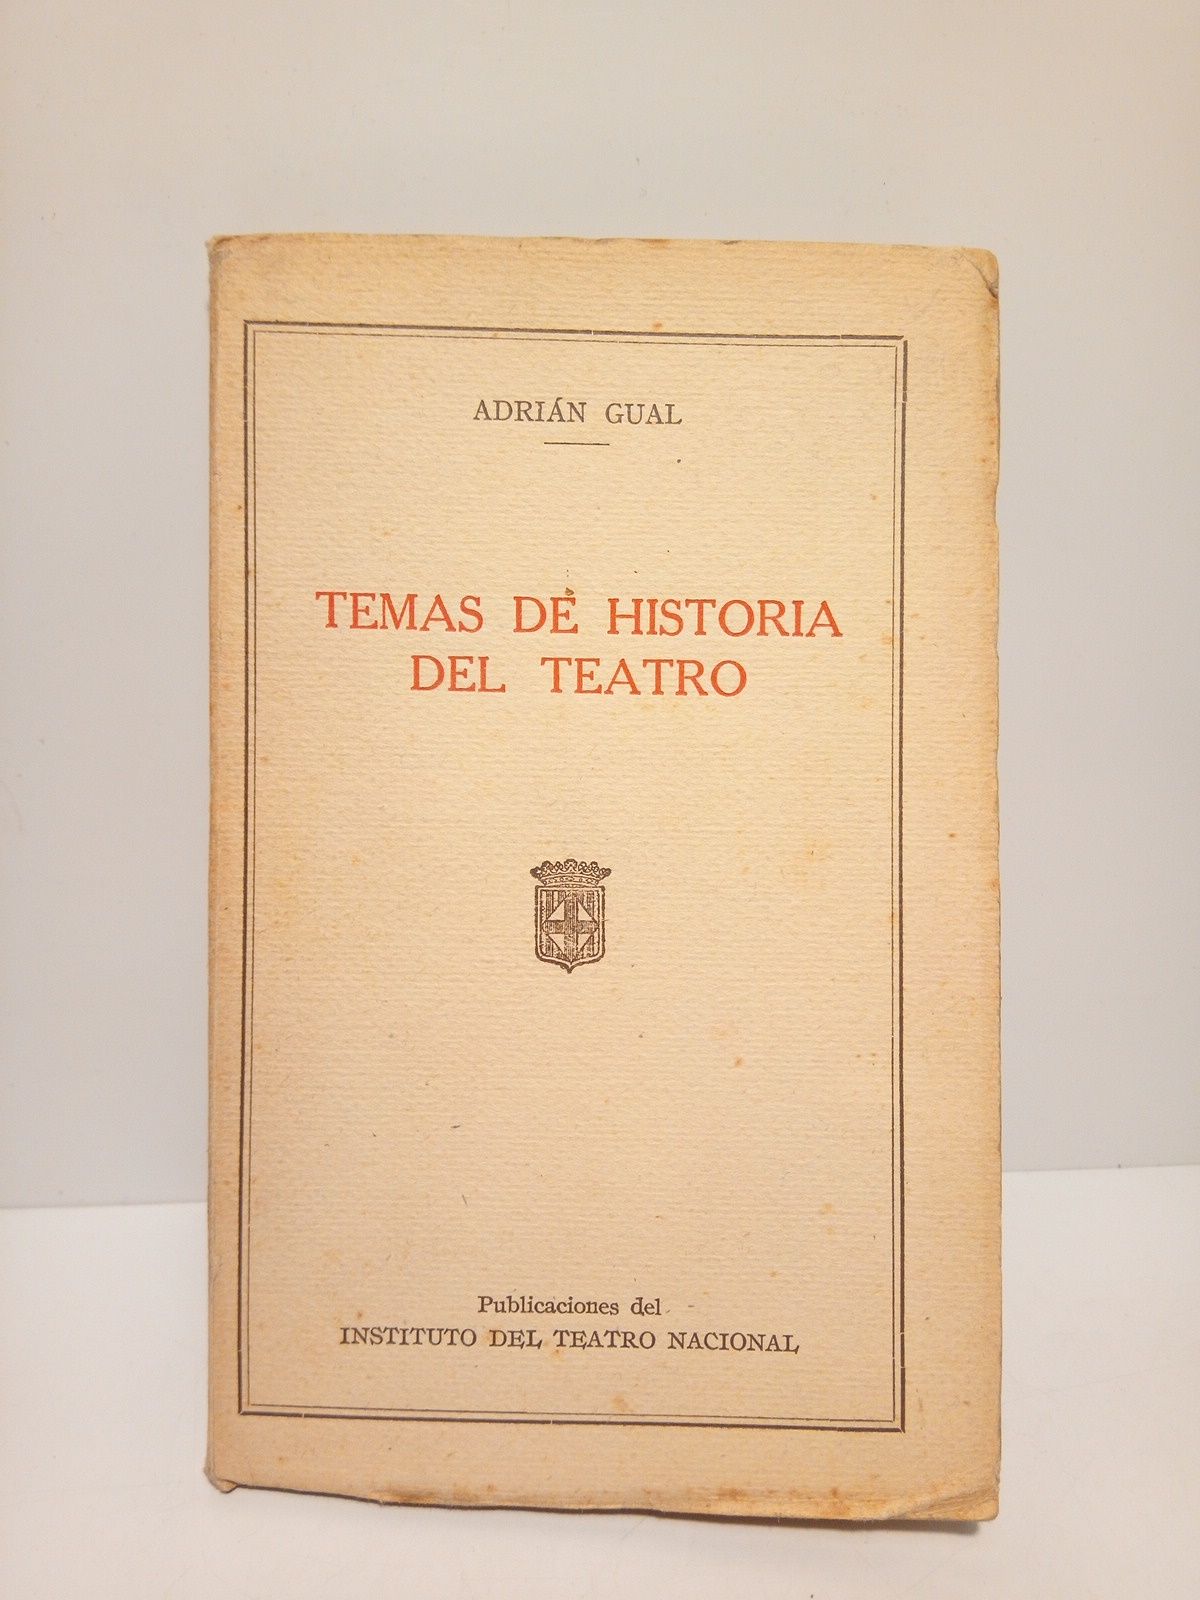 ADRIÁN GUAL
TEMAS DE HISTORIA
DEL TEATRO
Publicaciones del
INSTITUTO DEL TEATRO NACIONAL